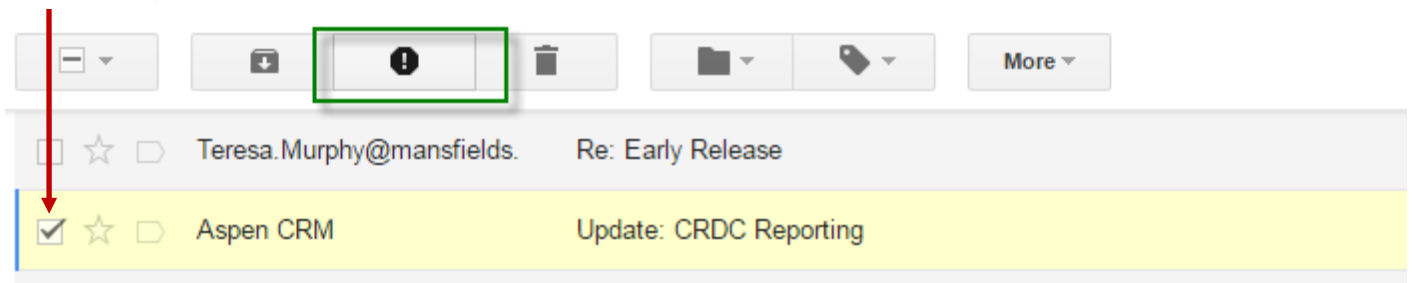 More
Teresa.Murphy@mansfields. Re: Early Release
Aspen CRM Update: CRDC Reporting